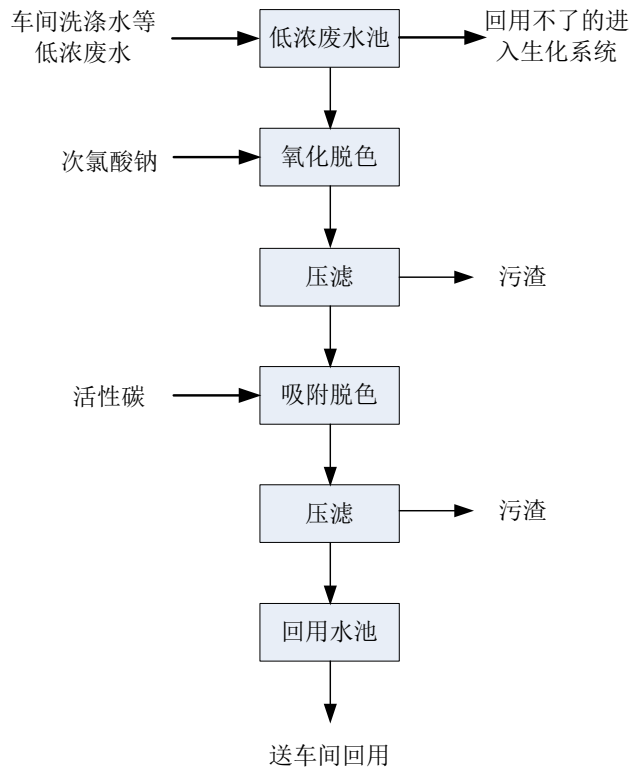 车间洗涤水等
低浓废水
低浓废水池
回用不了的进
入生化系统
次氯酸钠
氧化脱色
压滤
污渣
活性碳
吸附脱色
压滤
污渣
回用水池
送车间回用